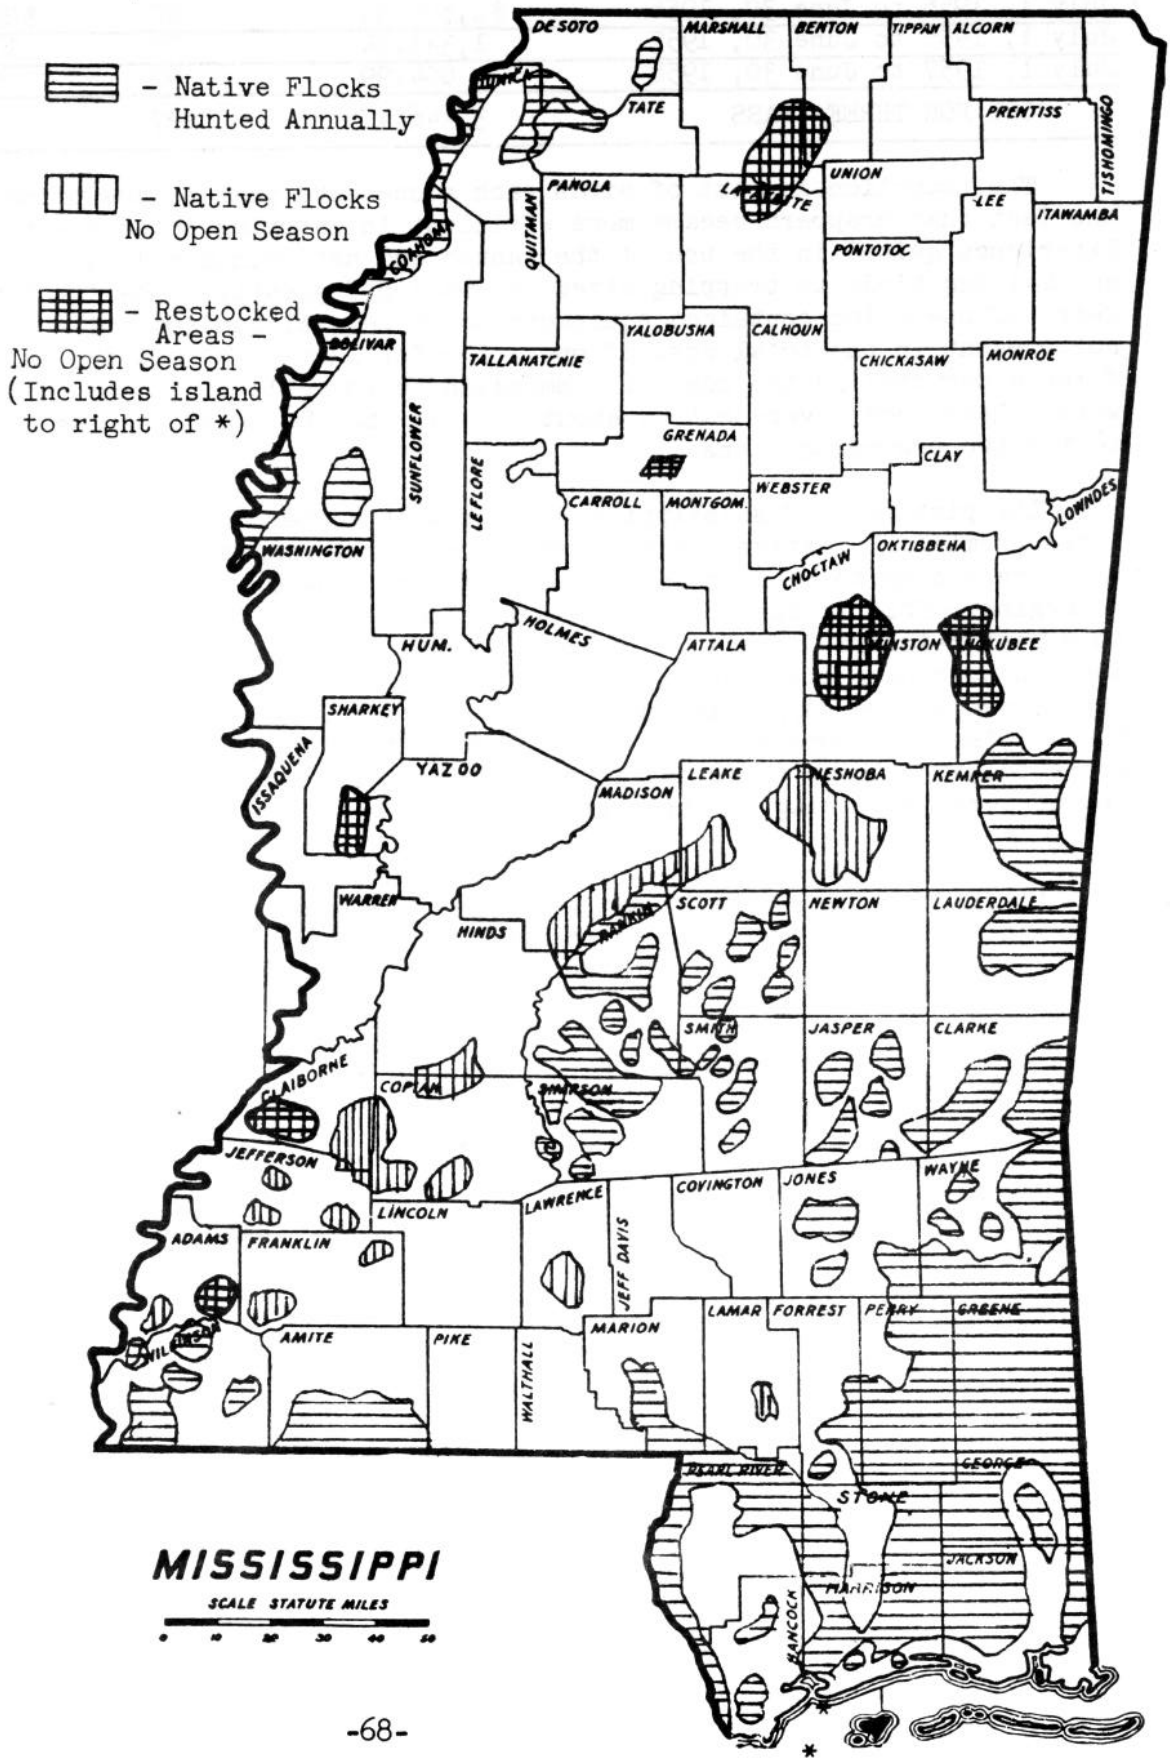 - Native Flocks
Hunted Annually
- Native Flocks
No Open Season
- Restocked
Areas -
No Open Season
(Includes island
to right of *)
DE SOTO
MARSHALL
BENTON
TIPPAH
ALCORN
TUNICA
TATE
PRENTISS
TISHOMINGO
PANOLA
LAFAYETTE
UNION
LEE
ITAWAMBA
QUITMAN
COAHOMA
PONTOTOC
BOLIVAR
TALLAHATCHIE
YALOBUSHA
CALHOUN
CHICKASAW
MONROE
SUNFLOWER
LEFLORE
GRENADA
CLAY
CARROLL
MONTGOM.
WEBSTER
LOWNDES
WASHINGTON
CHOCTAW
OKTIBBEHA
HUM.
HOLMES
ATTALA
WINSTON
NOXUBEE
SHARKEY
ISSAQUENA
YAZOO
MADISON
LEAKE
NESHOBA
KEMPER
WARREN
HINDS
RANKIN
SCOTT
NEWTON
LAUDERDALE
CLAIBORNE
COPIAH
SIMPSON
SMITH
JASPER
CLARKE
JEFFERSON
LINCOLN
LAWRENCE
JEFF DAVIS
COVINGTON
JONES
WAYNE
ADAMS
FRANKLIN
WILKINSON
AMITE
PIKE
WALTHALL
MARION
LAMAR
FORREST
PERRY
GREENE
PEARL RIVER
STONE
GEORGE
HANCOCK
HARRISON
JACKSON
*
*
MISSISSIPPI
SCALE STATUTE MILES
0 10 20 30 40 50
-68-